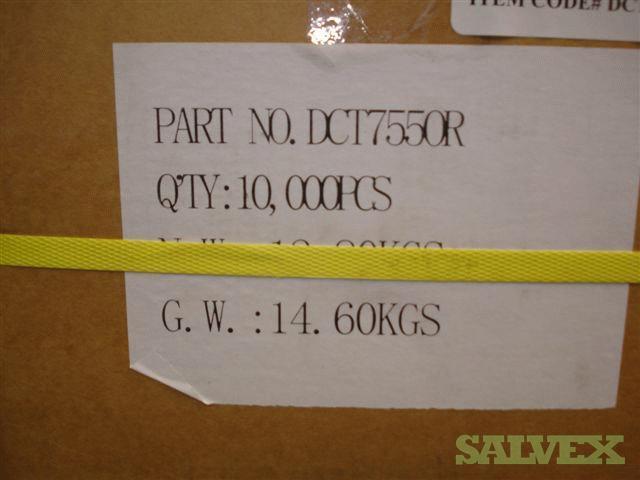 ITEM CODE# DC
PART NO.DCT7550R
Q'TY:10,000PCS
G.W.:14.60KGS
SALVEX